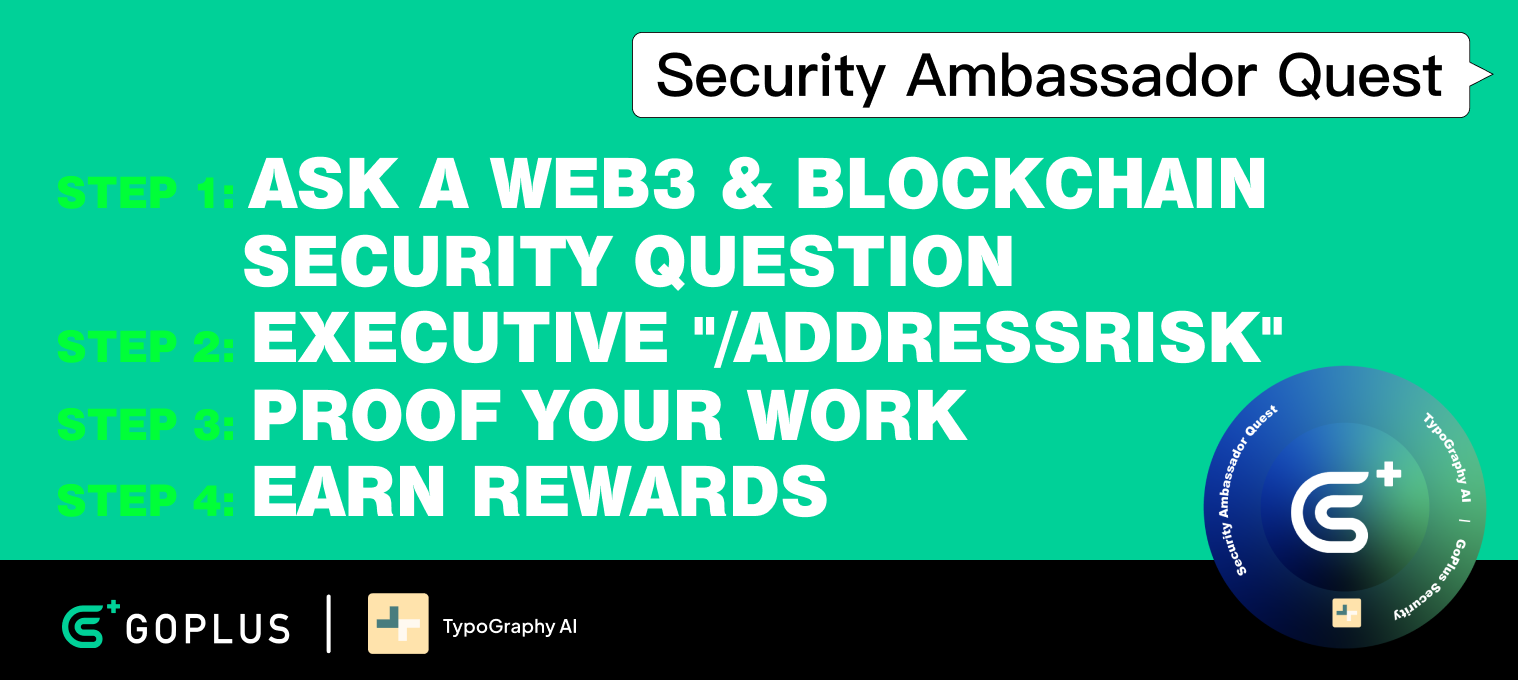 Security Ambassador Quest
STEP 1: ASK A WEB3 & BLOCKCHAIN
SECURITY QUESTION
STEP 2: EXECUTIVE "/ADDRESSRISK"
STEP 3: PROOF YOUR WORK
STEP 4: EARN REWARDS
Security Ambassador Quest
TypoGraphy AI | GoPlus Security
GOPLUS | TypoGraphy AI